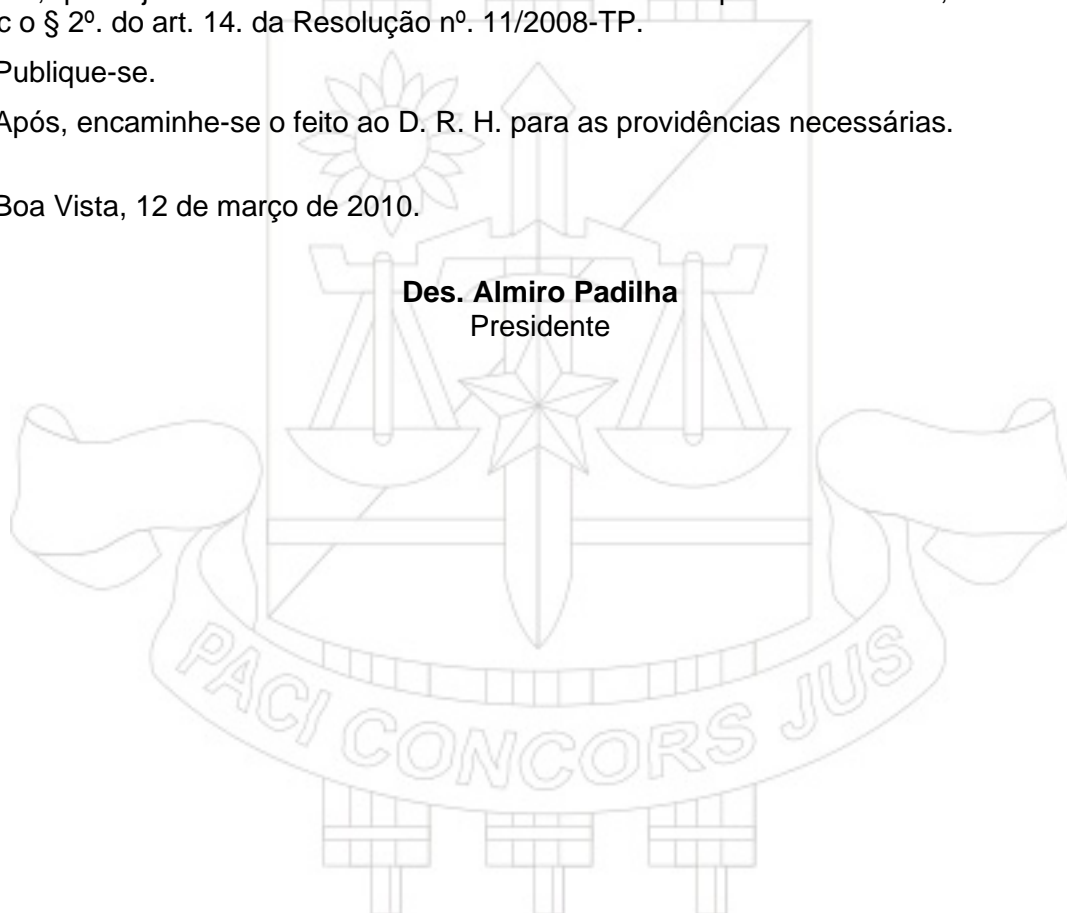 c o § 2º. do art. 14. da Resolução nº. 11/2008-TP.
Publique-se.
Após, encaminhe-se o feito ao D. R. H. para as providências necessárias.
Boa Vista, 12 de março de 2010.
Des. Almiro Padilha
Presidente
PACI CONCORS JUS